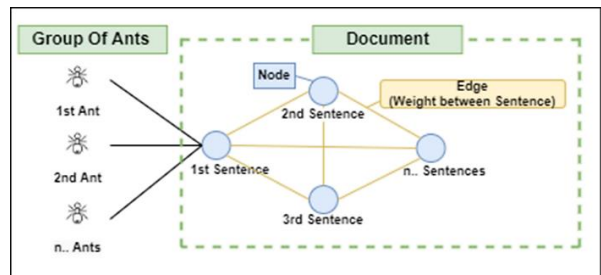 Group Of Ants
Document
Node
Edge
(Weight between Sentence)
1st Ant
2nd Sentence
2nd Ant
1st Sentence
n.. Sentences
3rd Sentence
n.. Ants